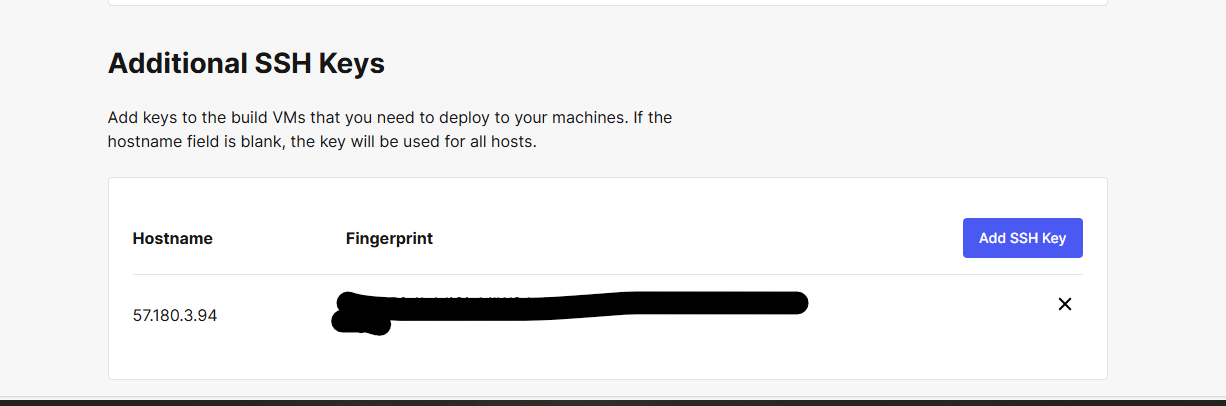 Additional SSH Keys
Add keys to the build VMs that you need to deploy to your machines. If the
hostname field is blank, the key will be used for all hosts.
Hostname Fingerprint Add SSH Key
57.180.3.94